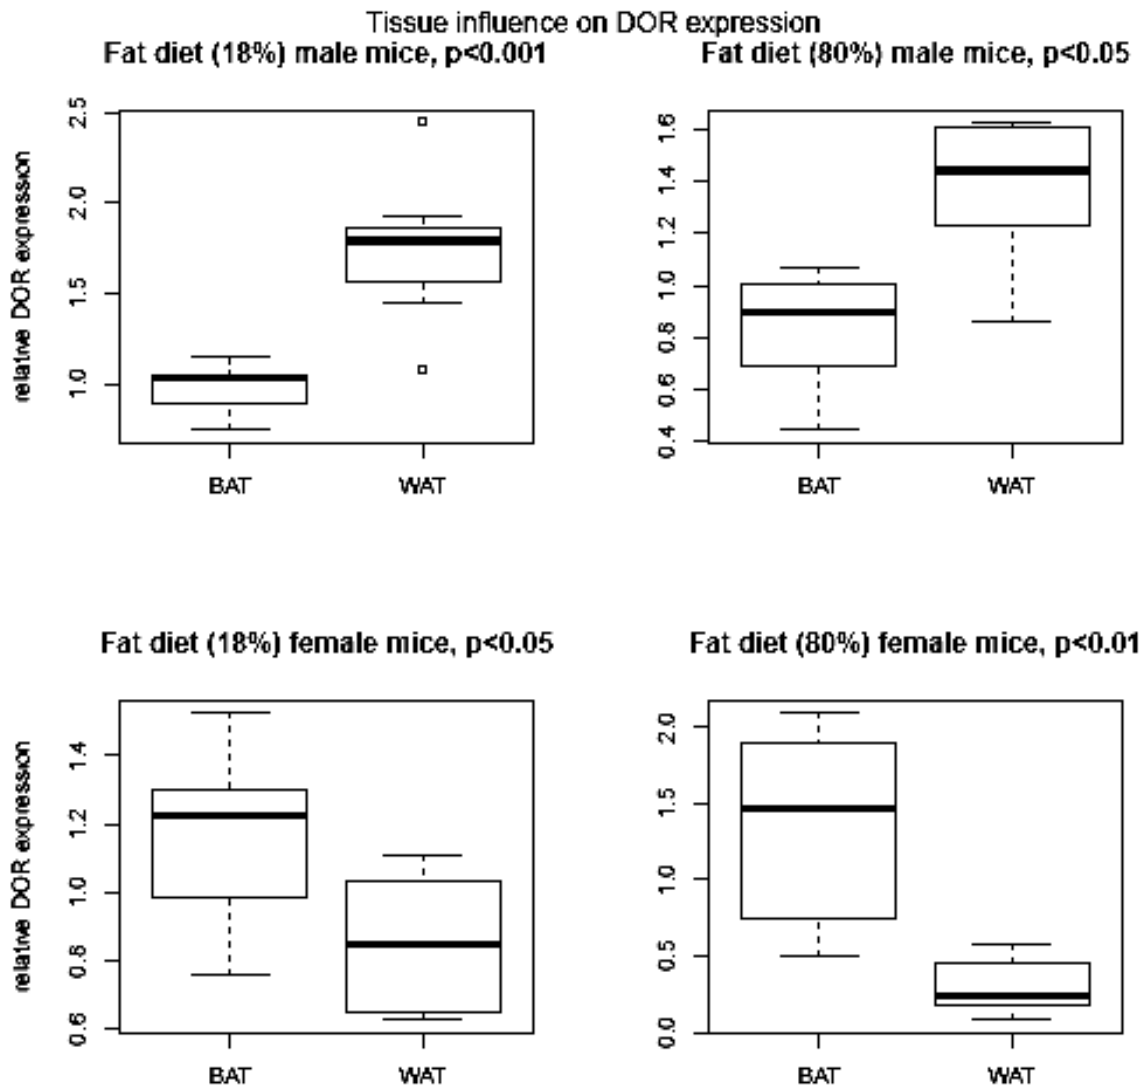 Tissue influence on DOR expression
Fat diet (18%) male mice, p<0.001
Fat diet (80%) male mice, p<0.05
relative DOR expression
2.5
2.0
1.5
1.0
BAT
WAT
1.6
1.4
1.2
1.0
0.8
0.6
0.4
BAT
WAT
Fat diet (18%) female mice, p<0.05
Fat diet (80%) female mice, p<0.01
relative DOR expression
1.4
1.2
1.0
0.8
0.6
BAT
WAT
2.0
1.5
1.0
0.5
0.0
BAT
WAT